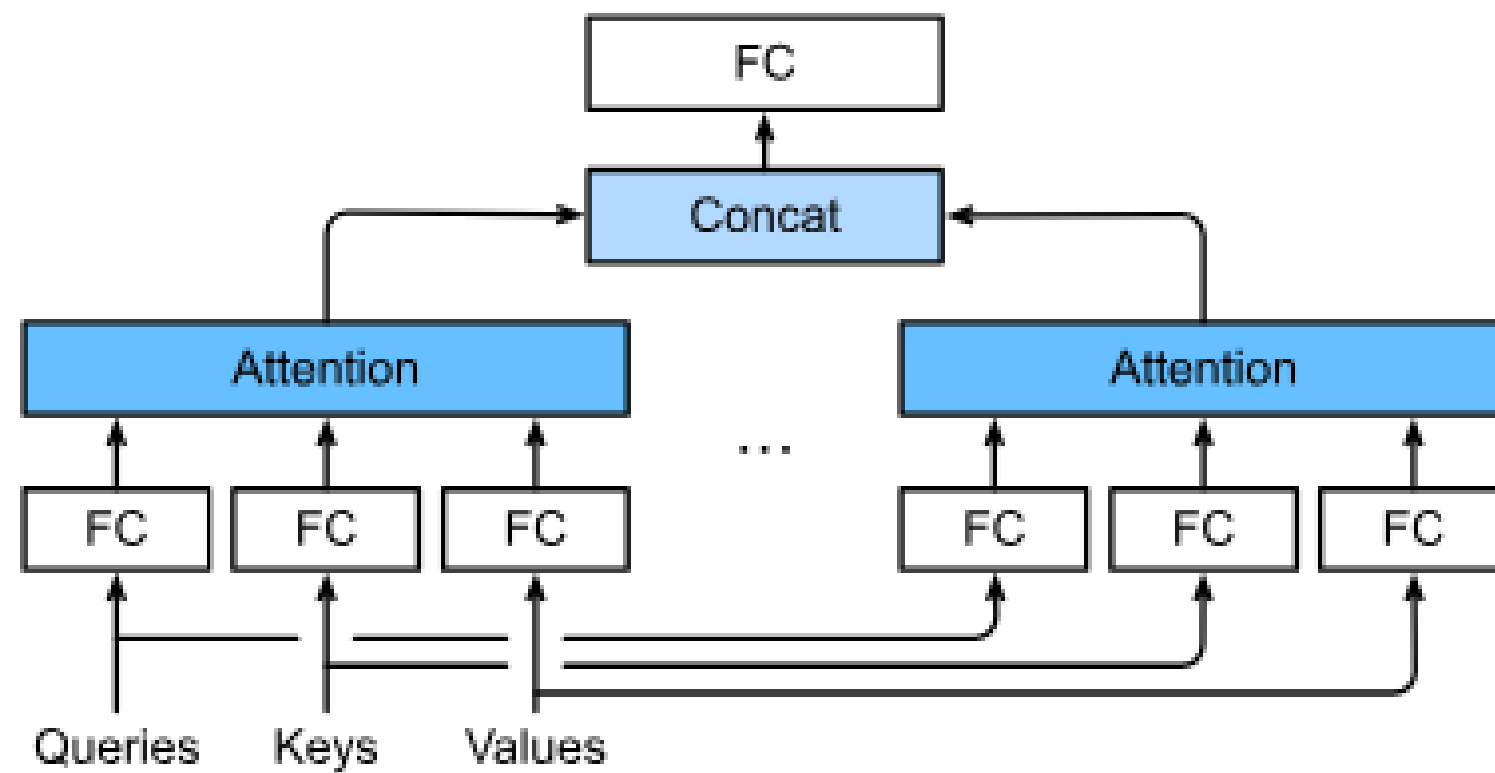 FC
Concat
Attention Attention
...
FC FC FC FC FC FC
Queries Keys Values